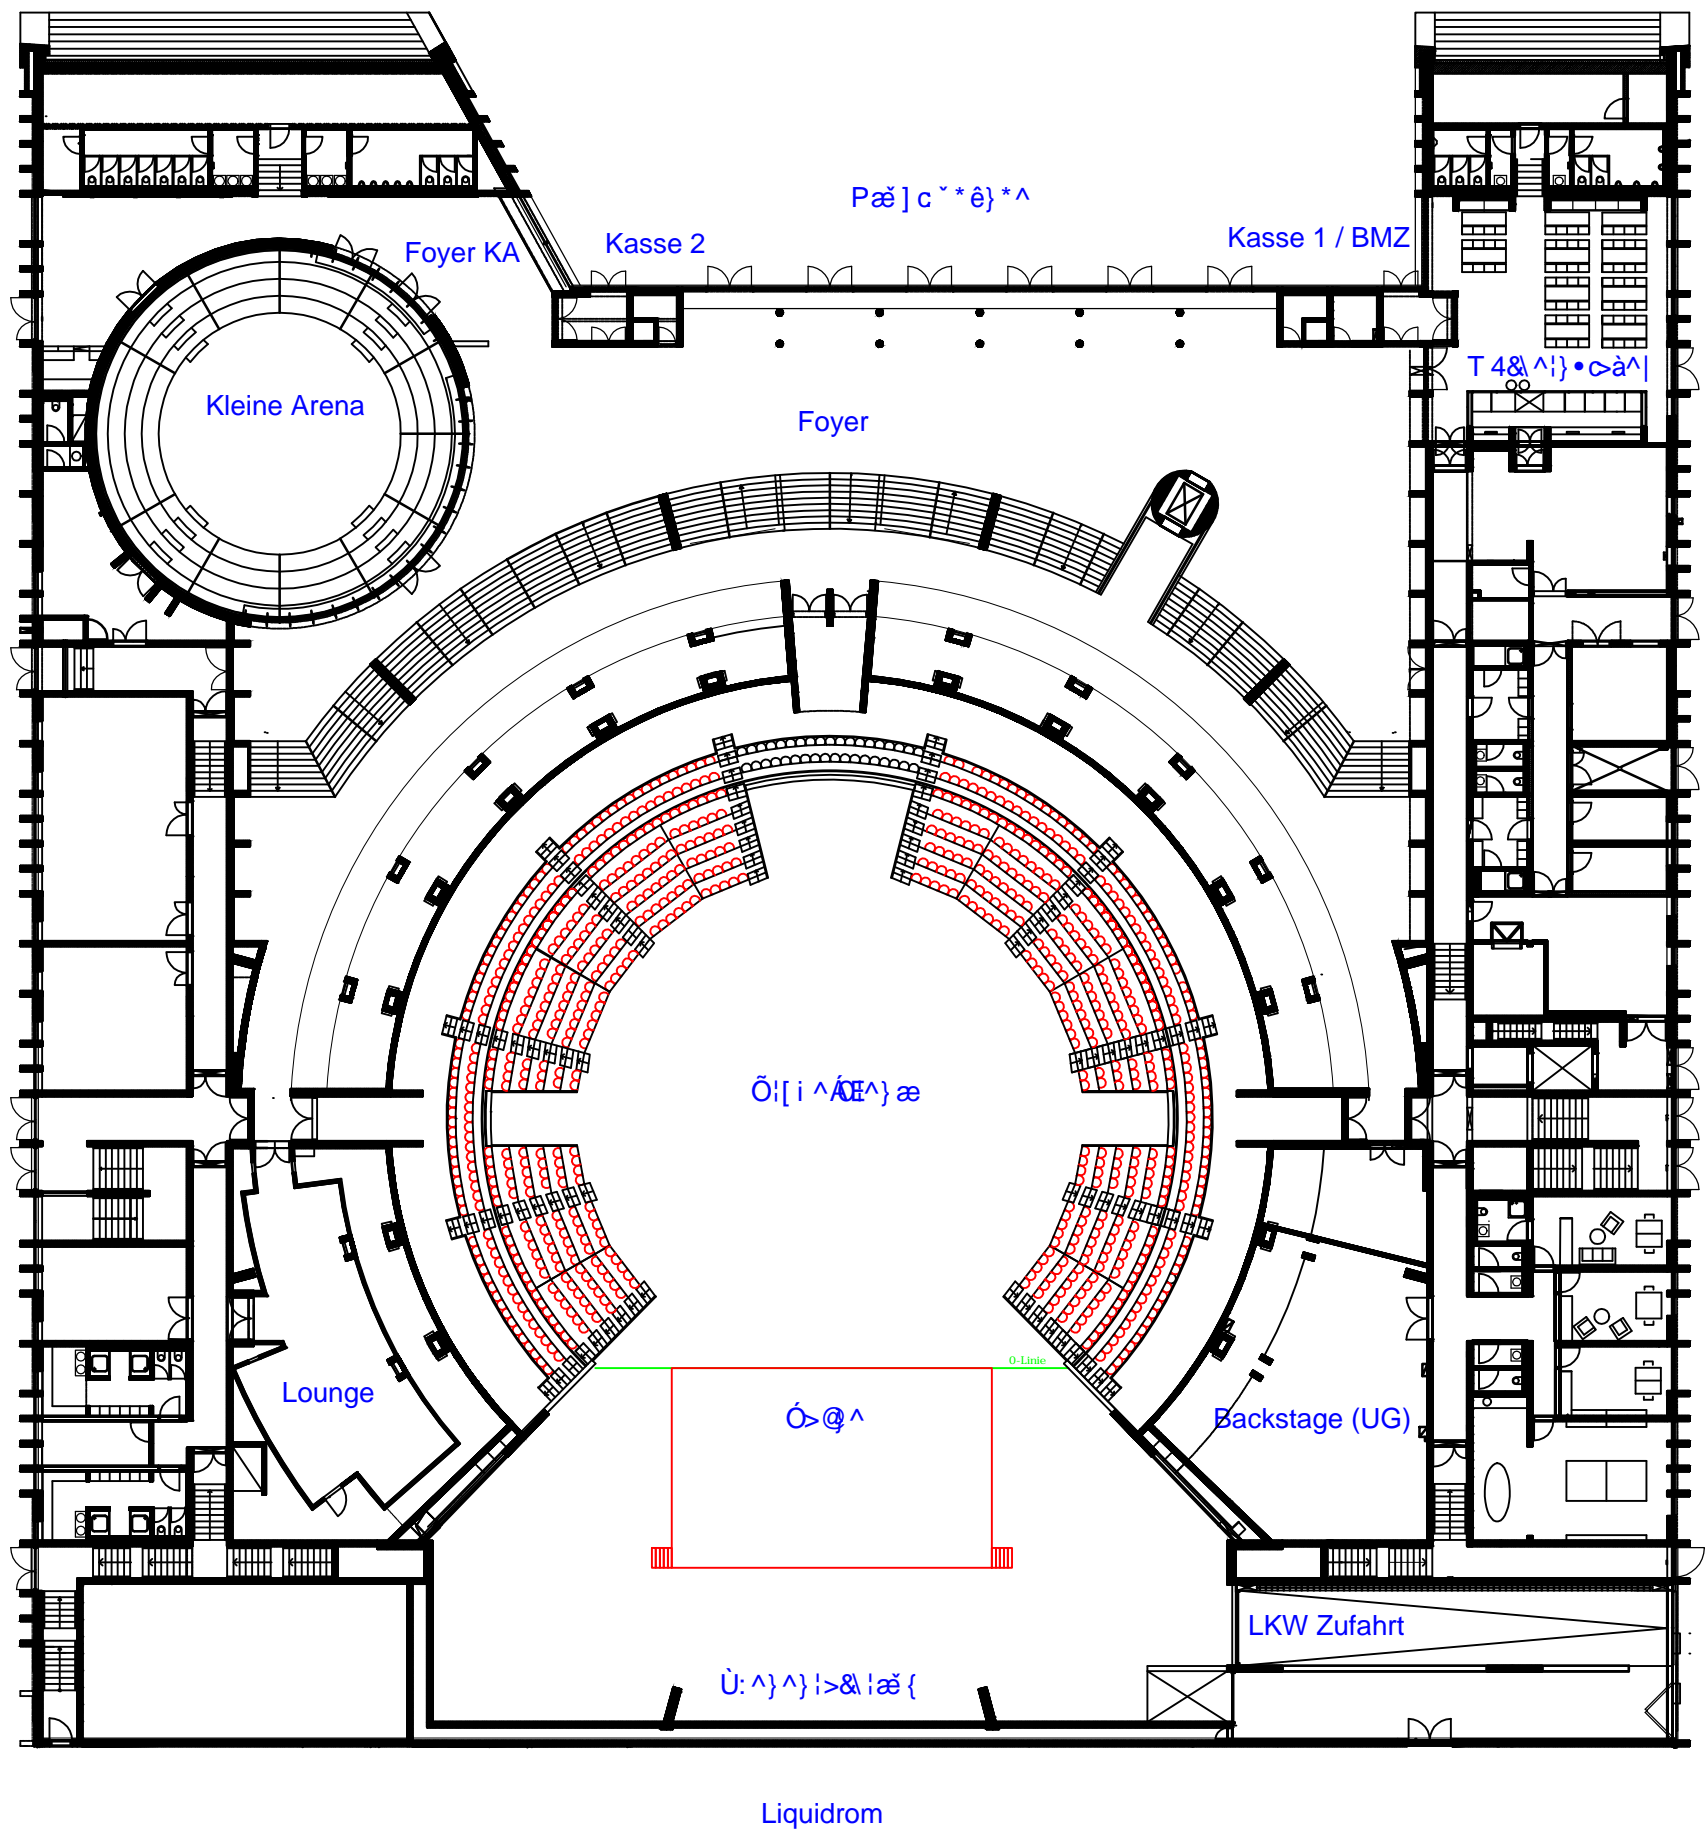 Kasse 2
Kasse 1 / BMZ
Foyer KA
Kleine Arena
Foyer
0-Linie
Lounge
Backstage (UG)
LKW Zufahrt
Liquidrom